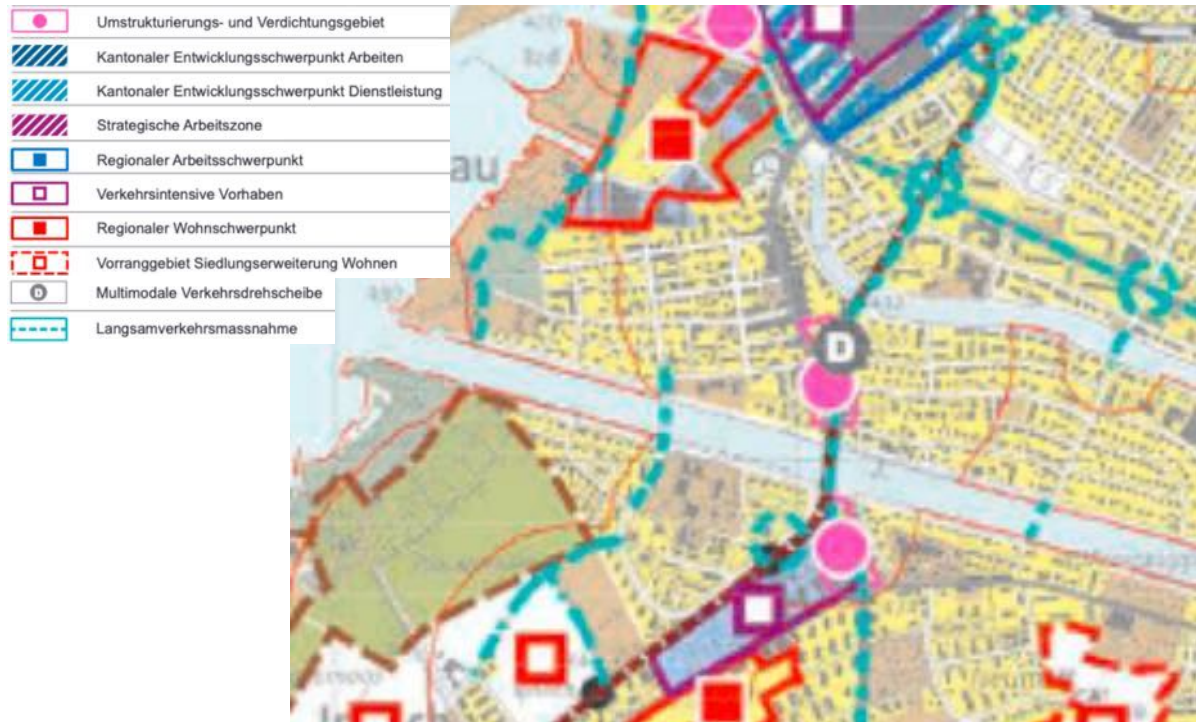 Umstrukturierungs- und Verdichtungsgebiet
Kantonaler Entwicklungsschwerpunkt Arbeiten
Kantonaler Entwicklungsschwerpunkt Dienstleistung
Strategische Arbeitszone
Regionaler Arbeitsschwerpunkt
Verkehrsintensive Vorhaben
Regionaler Wohnschwerpunkt
Vorranggebiet Siedlungserweiterung Wohnen
D Multimodale Verkehrsdrehscheibe
Langsamverkehrsmassnahme
au
D